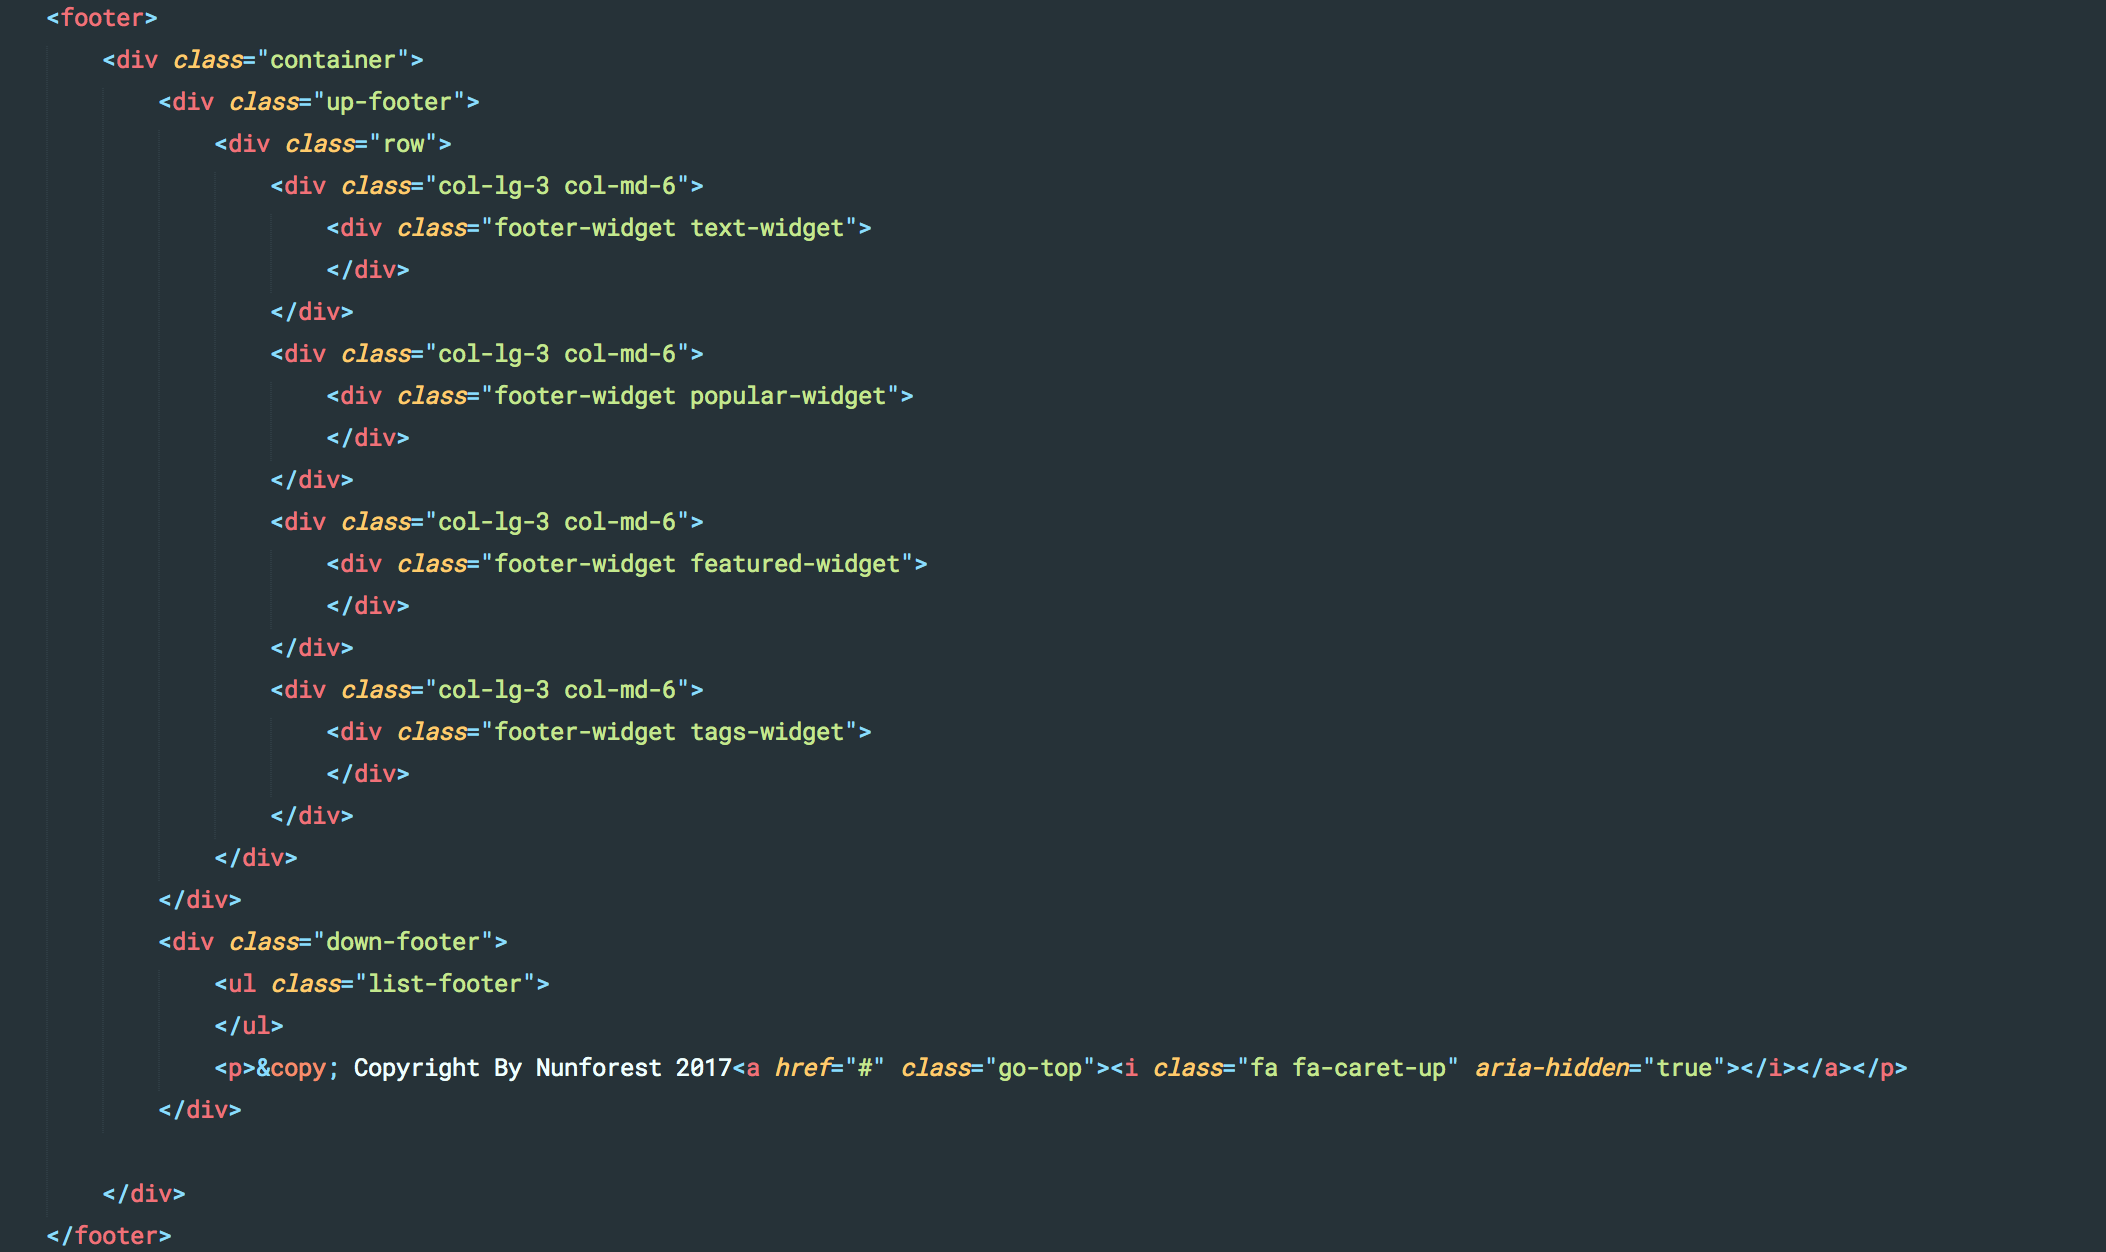 <footer>
    <div class="container">
        <div class="up-footer">
            <div class="row">
                <div class="col-lg-3 col-md-6">
                    <div class="footer-widget text-widget">
                    </div>
                </div>
                <div class="col-lg-3 col-md-6">
                    <div class="footer-widget popular-widget">
                    </div>
                </div>
                <div class="col-lg-3 col-md-6">
                    <div class="footer-widget featured-widget">
                    </div>
                </div>
                <div class="col-lg-3 col-md-6">
                    <div class="footer-widget tags-widget">
                    </div>
                </div>
            </div>
        </div>
        <div class="down-footer">
            <ul class="list-footer">
            </ul>
            <p>&copy; Copyright By Nunforest 2017<a href="#" class="go-top"><i class="fa fa-caret-up" aria-hidden="true"></i></a></p>
        </div>

    </div>
</footer>